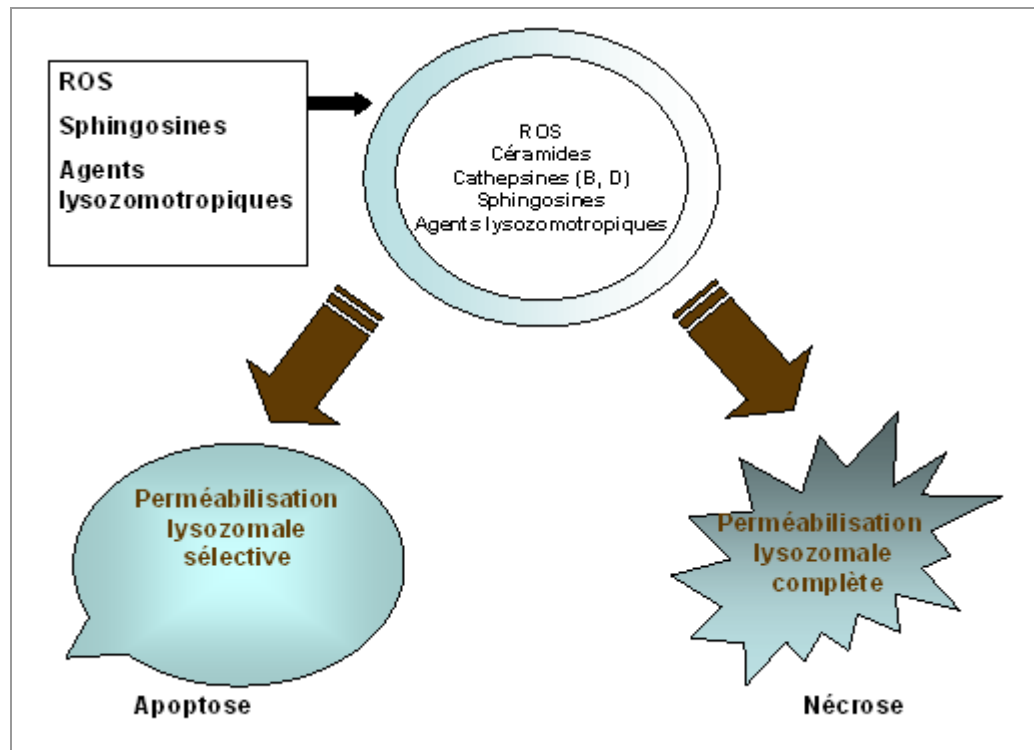 ROS
Sphingosines
Agents
lysozomotropiques
ROS
Céramides
Cathepsines (B, D)
Sphingosines
Agents lysozomotropiques
Perméabilisation
lysozomale
sélective
Perméabilisation
lysozomale
complète
Apoptose
Nécrose